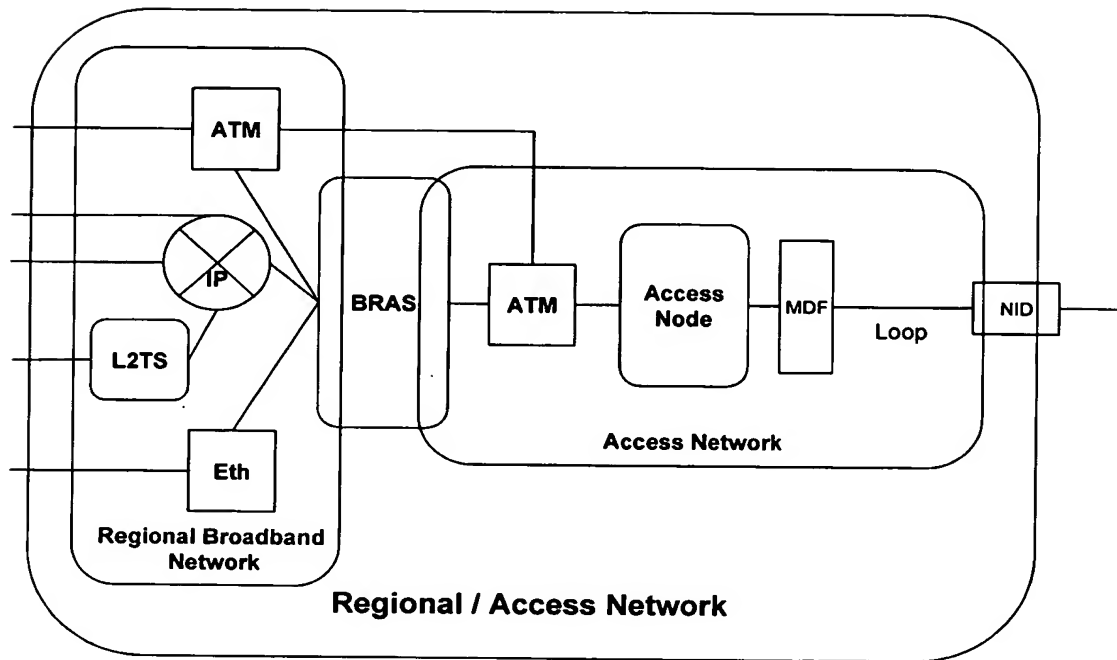 ATM
IP
L2TS
Eth
Regional Broadband
Network
BRAS
ATM
Access
Node
MDF
Loop
NID
Access Network
Regional / Access Network